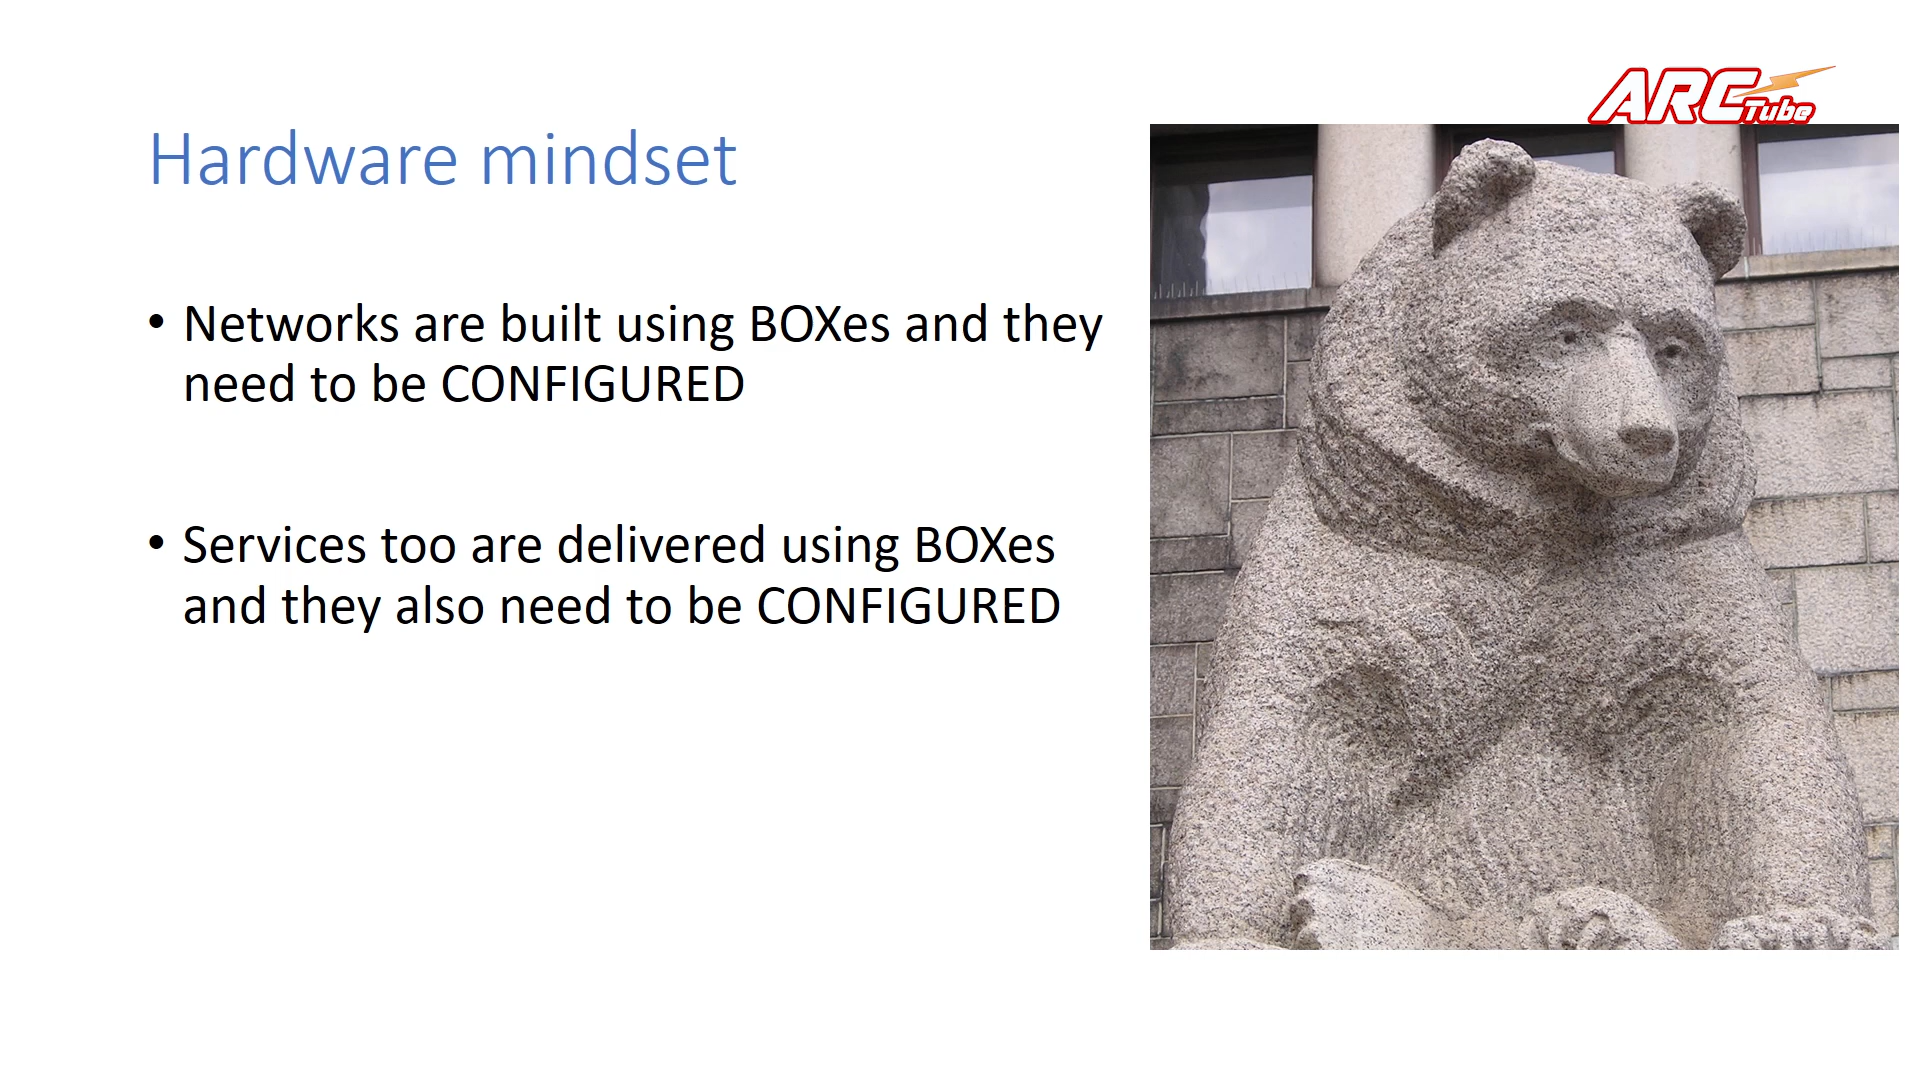 ARC
Tube
Hardware mindset
• Networks are built using BOXes and they
need to be CONFIGURED
• Services too are delivered using BOXes
and they also need to be CONFIGURED